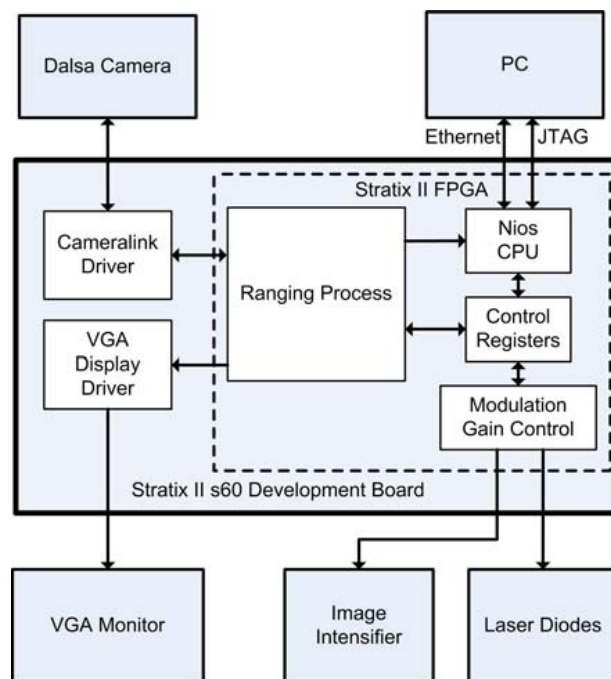 Dalsa Camera
PC
Ethernet
JTAG
Stratix II FPGA
Cameralink
Driver
Ranging Process
Nios
CPU
VGA
Display
Driver
Control
Registers
Modulation
Gain Control
Stratix II s60 Development Board
VGA Monitor
Image
Intensifier
Laser Diodes